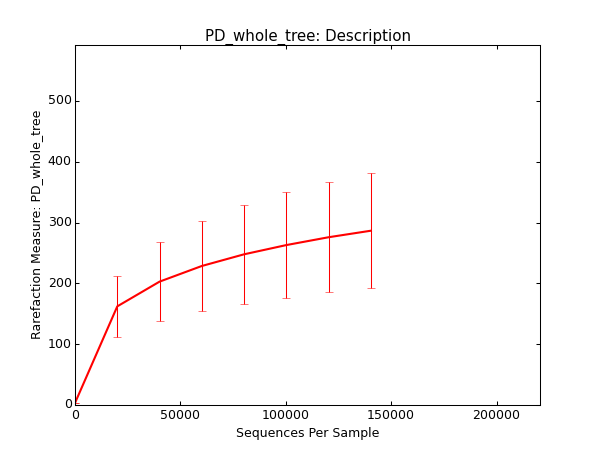 PD_whole_tree: Description
Rarefaction Measure: PD_whole_tree
500
400
300
200
100
0
0 50000 100000 150000 200000
Sequences Per Sample